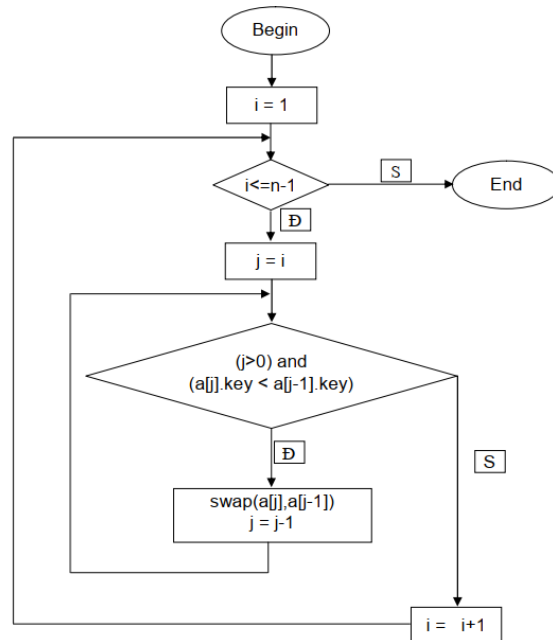 Begin
i = 1
i<=n-1
S
End
Đ
j = i
(j>0) and
(a[j].key < a[j-1].key)
Đ
S
swap(a[j],a[j-1])
j = j-1
i = i+1